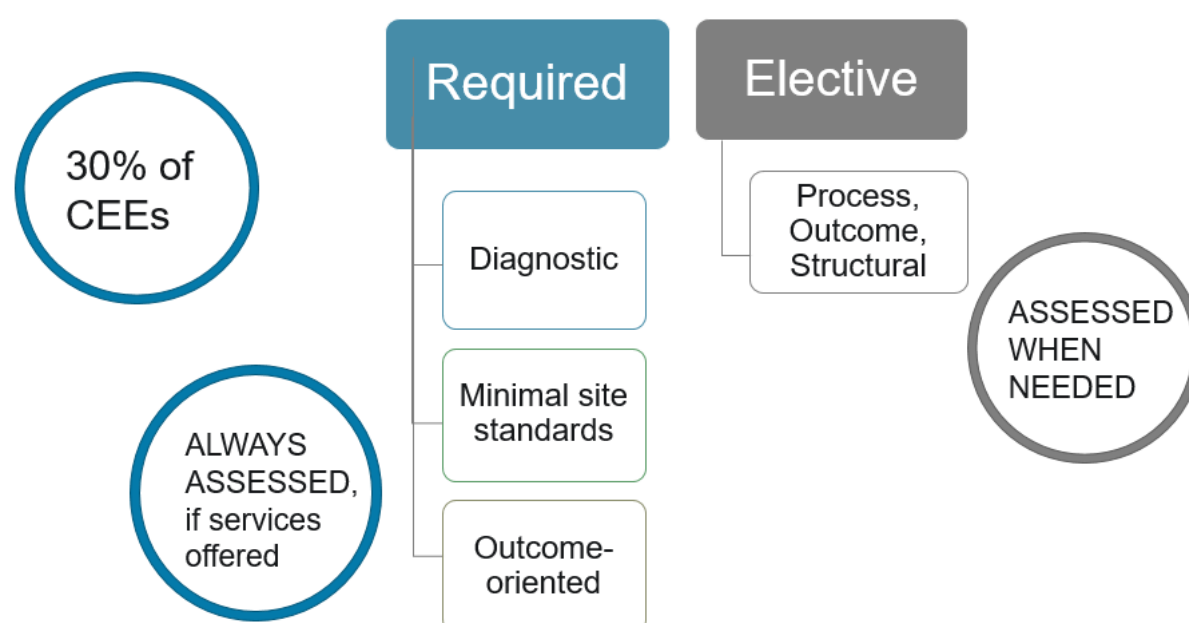 Required
Elective
30% of
CEEs
Process,
Outcome,
Structural
Diagnostic
ASSESSED
WHEN
NEEDED
Minimal site
standards
ALWAYS
ASSESSED,
if services
offered
Outcome-
oriented